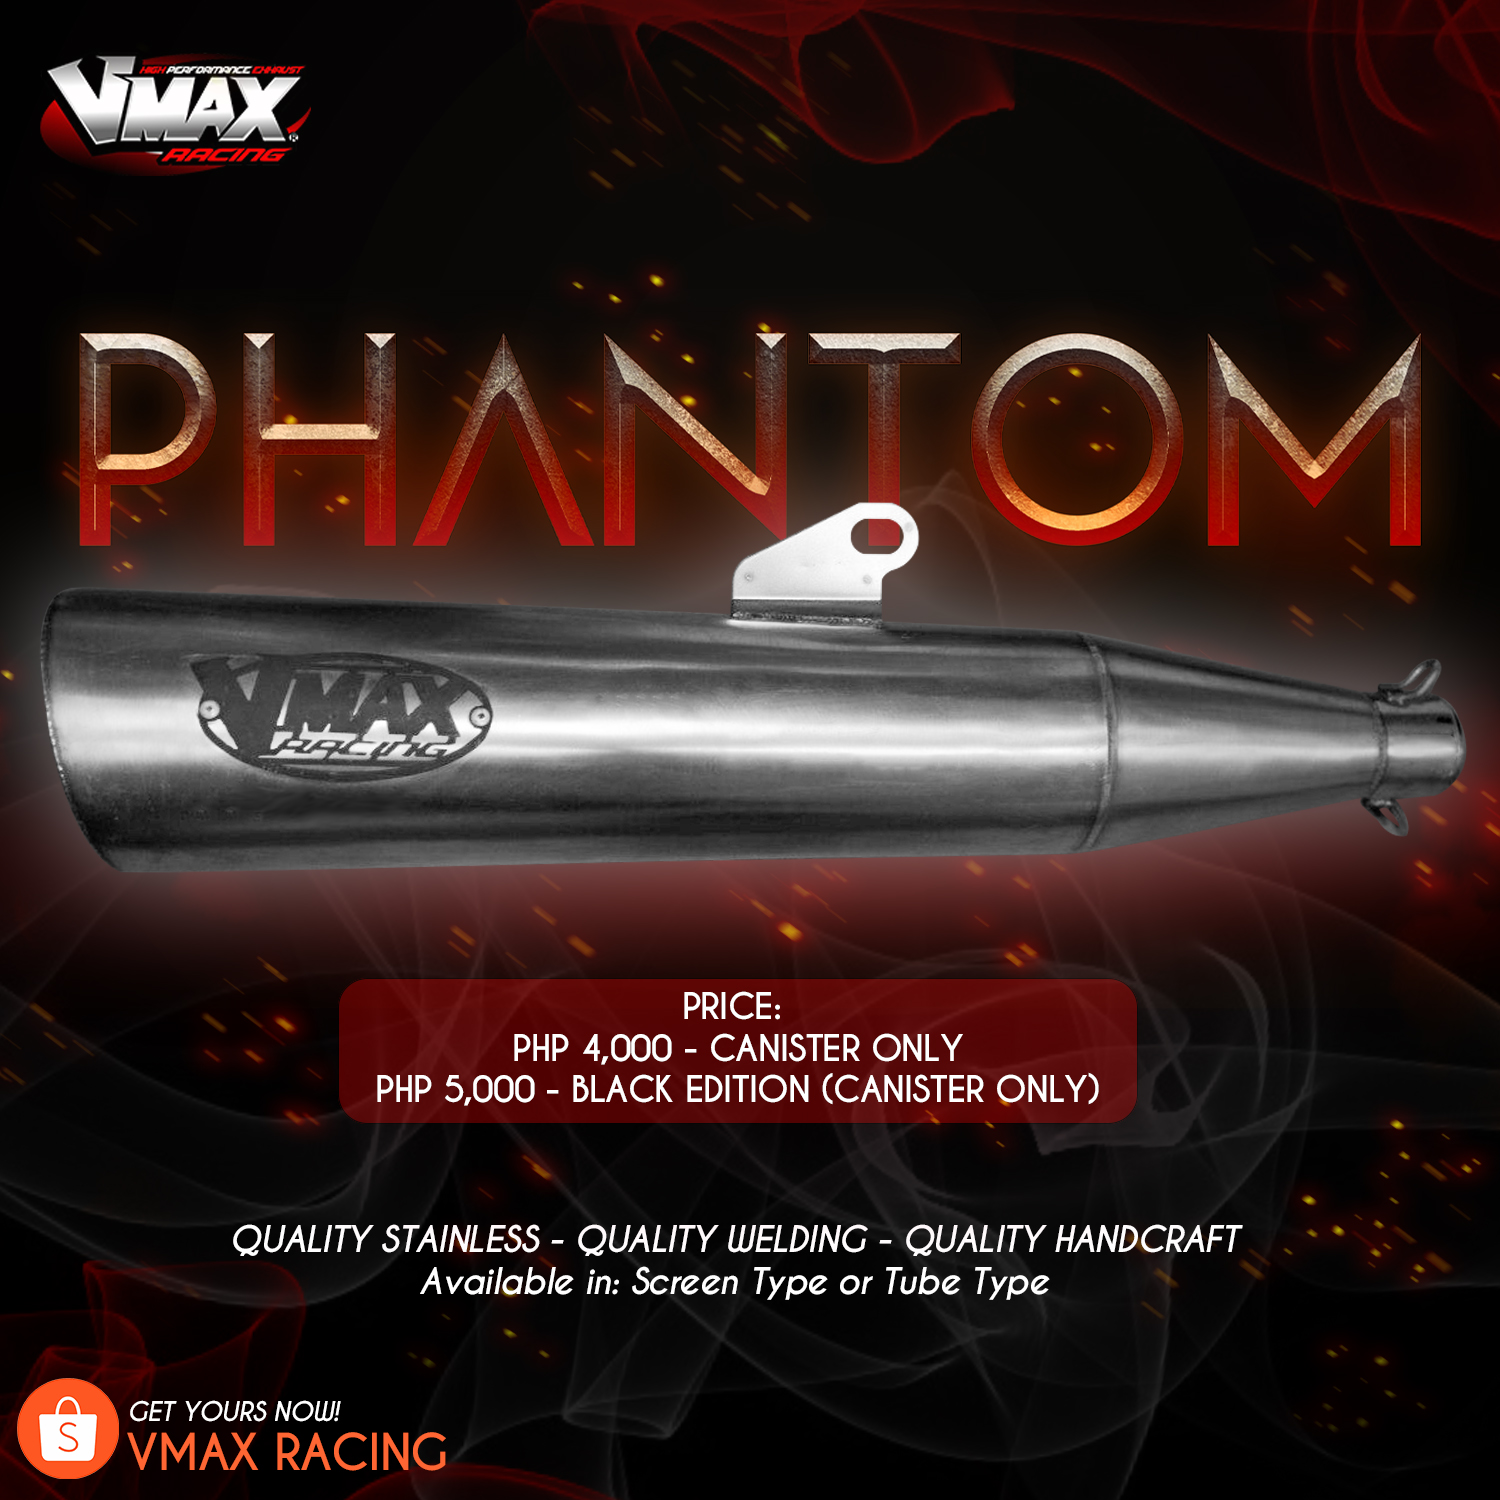 HIGH PERFORMANCE EXHAUST
VMAX
RACING
PHANTOM
VMAX
RACING
PRICE:
PHP 4,000 - CANISTER ONLY
PHP 5,000 - BLACK EDITION (CANISTER ONLY)
QUALITY STAINLESS - QUALITY WELDING - QUALITY HANDCRAFT
Available in: Screen Type or Tube Type
S
GET YOURS NOW!
VMAX RACING